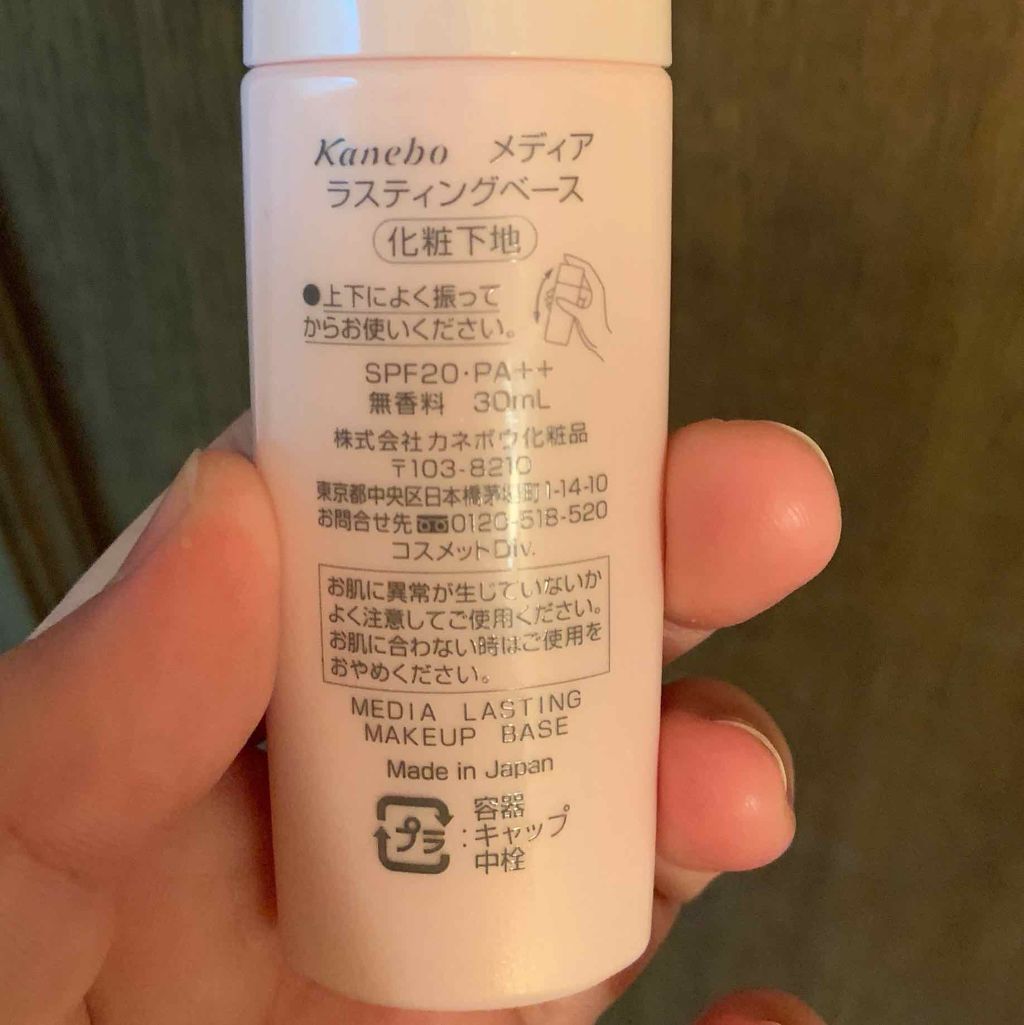 Kanebo メディア
ラスティングベース
化粧下地
●上下によく振って
からお使いください。
SPF20・PA++
無香料 30mL
株式会社カネボウ化粧品
〒103-8210
東京都中央区日本橋茅場町1-14-10
お問合せ先 0120-518-520
コスメットDiv.
お肌に異常が生じていないか
よく注意してご使用ください。
お肌に合わない時はご使用を
おやめください。
MEDIA LASTING
MAKEUP BASE
Made in Japan
プラ : 容器
キャップ
中栓